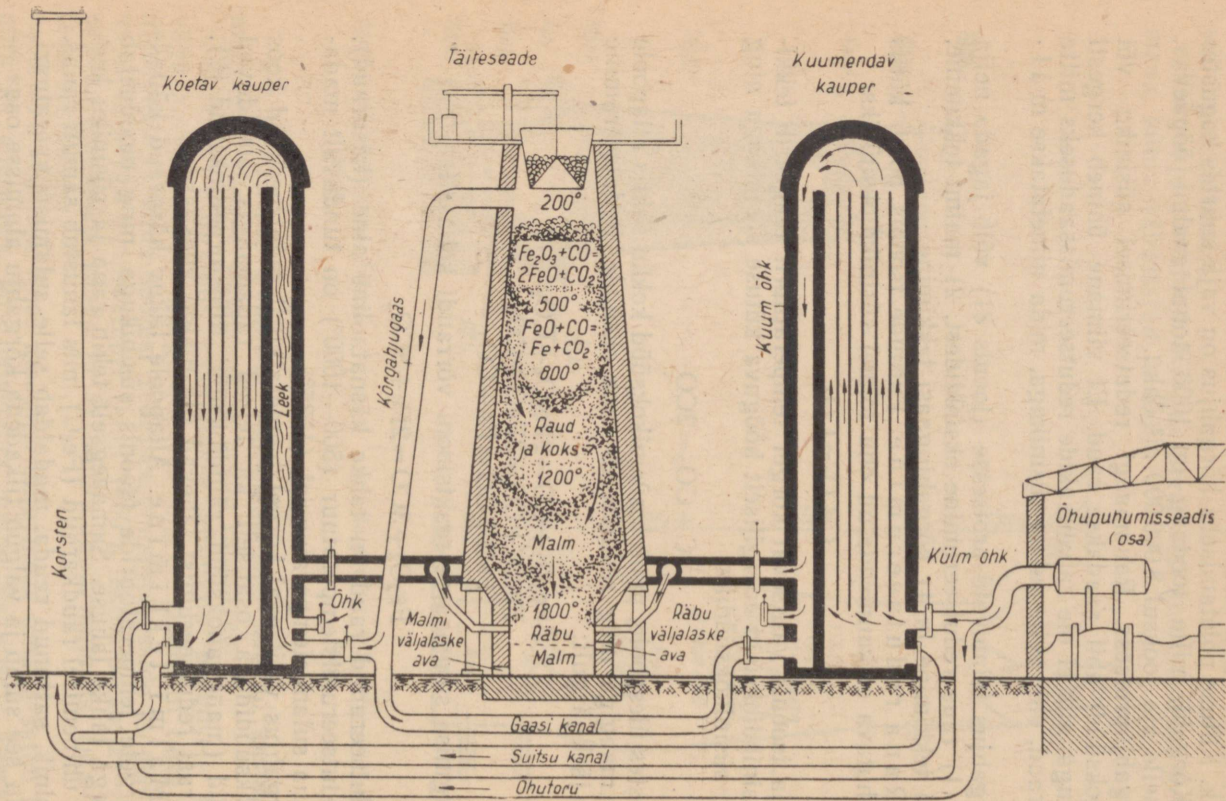 Täiteseade
Köetav kauper
Kuumendav
kauper
200°
Fe₂O₃+CO=
2FeO+CO₂
500°
FeO+CO=
Fe+CO₂
800°
Raud
ja koks
1200°
Malm
1800°
Räbu
Malm
Kõrgahjugaas
Leek
Korsten
Kuum õhk
Õhk
Malmi
väljalaske
ava
Räbu
väljalaske
ava
Külm õhk
Õhupuhumisseadis
(osa)
Gaasi kanal
Suitsu kanal
Ohutoru